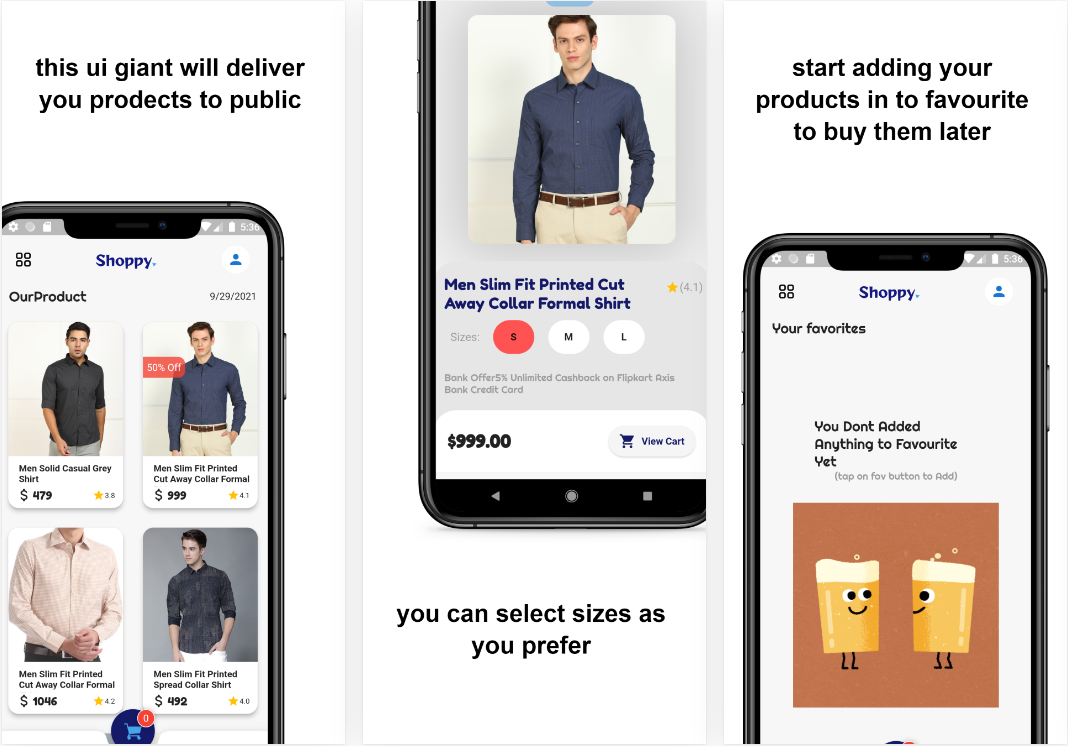 this ui giant will deliver
you prodects to public
5:36
Shoppy
OurProduct
9/29/2021
50% Off
Men Solid Casual Grey
Shirt
$ 479
3.8
Men Slim Fit Printed
Cut Away Collar Formal
$ 999
4.1
Men Slim Fit Printed
Cut Away Collar Formal
$ 1046
4.2
Men Slim Fit Printed
Spread Collar Shirt
$ 492
4.0
0
Men Slim Fit Printed Cut
Away Collar Formal Shirt
(4.1)
Sizes:
S
M
L
Bank Offer5% Unlimited Cashback on Flipkart Axis
Bank Credit Card
$999.00
View Cart
you can select sizes as
you prefer
start adding your
products in to favourite
to buy them later
5:36
Shoppy
Your favorites
You Dont Added
Anything to Favourite
Yet
(tap on fav button to Add)